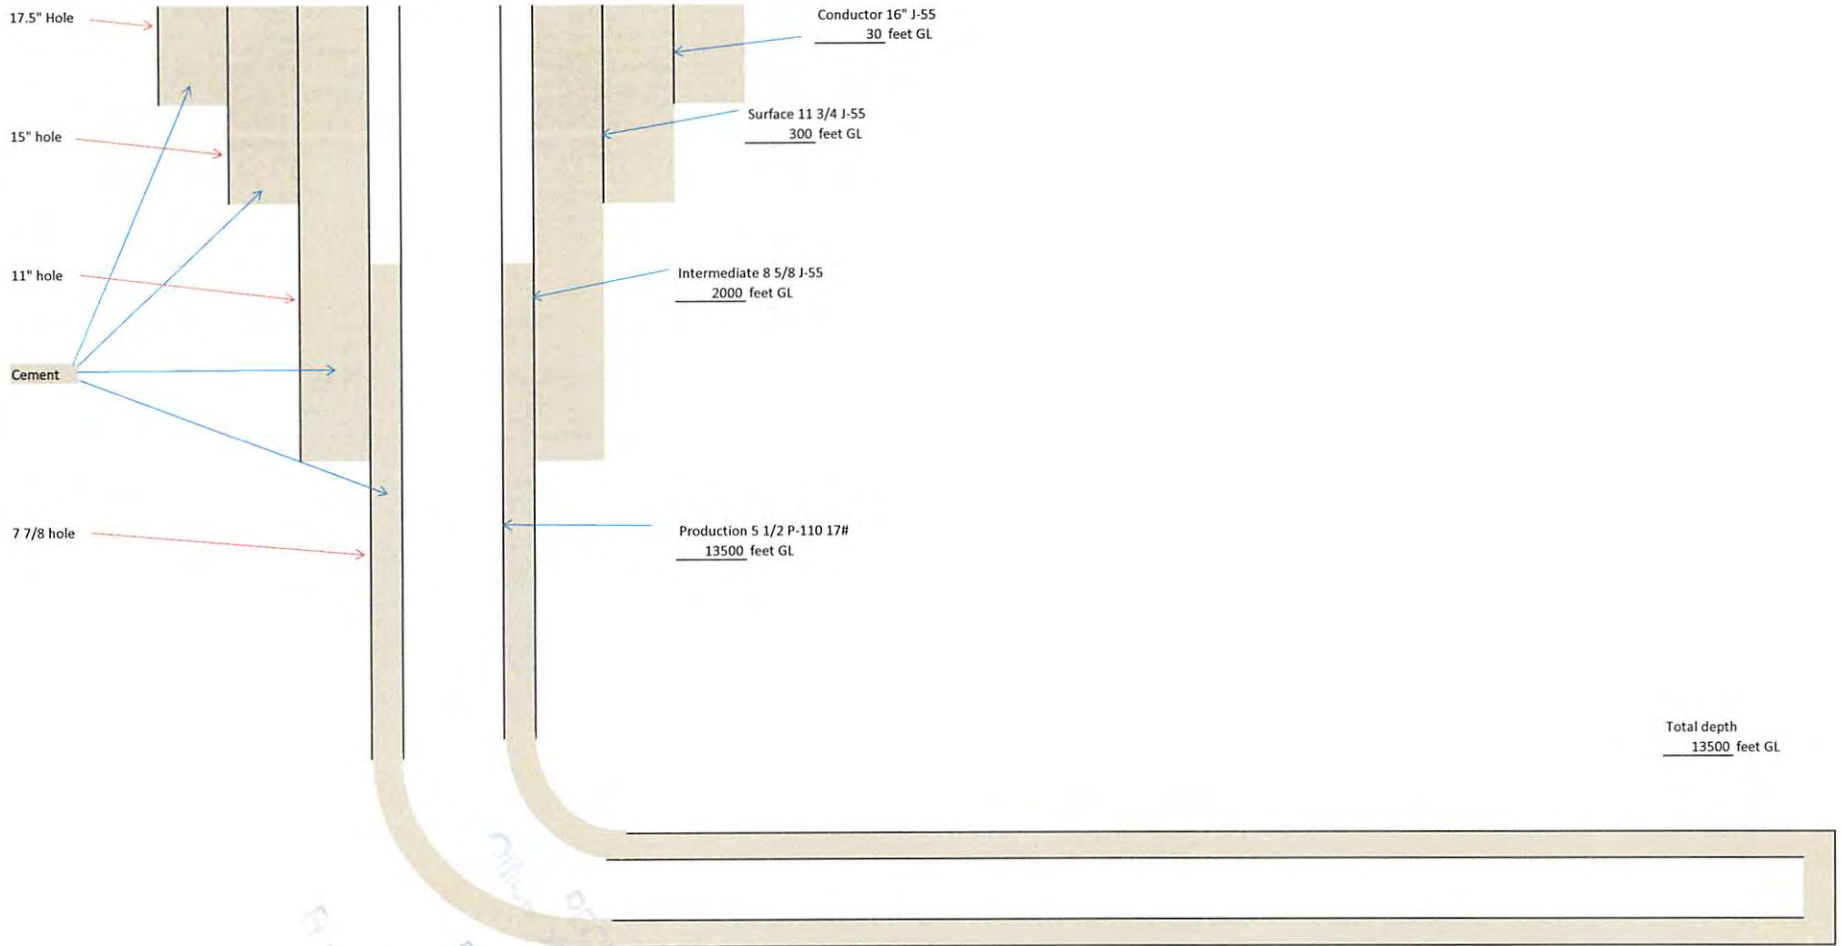 17.5" Hole
Conductor 16" J-55
30 feet GL
Surface 11 3/4 J-55
300 feet GL
15" hole
11" hole
Intermediate 8 5/8 J-55
2000 feet GL
Cement
7 7/8 hole
Production 5 1/2 P-110 17#
13500 feet GL
Total depth
13500 feet GL